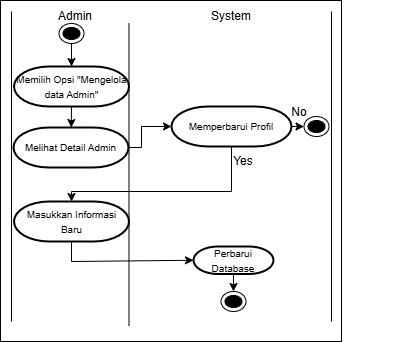 Admin
System
Memilih Opsi "Mengelola
data Admin"
Melihat Detail Admin
Memperbarui Profil
No
Yes
Masukkan Informasi
Baru
Perbarui
Database